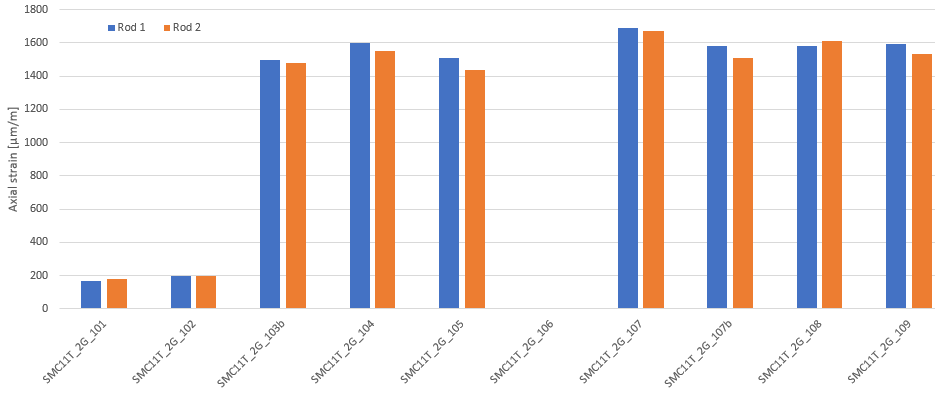 Rod 1 Rod 2
Axial strain [µm/m]
1800
1600
1400
1200
1000
800
600
400
200
0
SMC11T_2G_101
SMC11T_2G_102
SMC11T_2G_103b
SMC11T_2G_104
SMC11T_2G_105
SMC11T_2G_106
SMC11T_2G_107
SMC11T_2G_107b
SMC11T_2G_108
SMC11T_2G_109